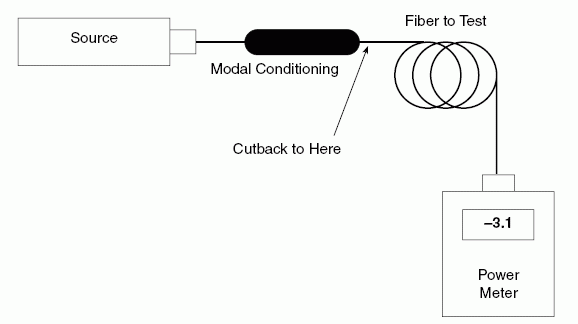 Source
Fiber to Test
Modal Conditioning
Cutback to Here
–3.1
Power
Meter